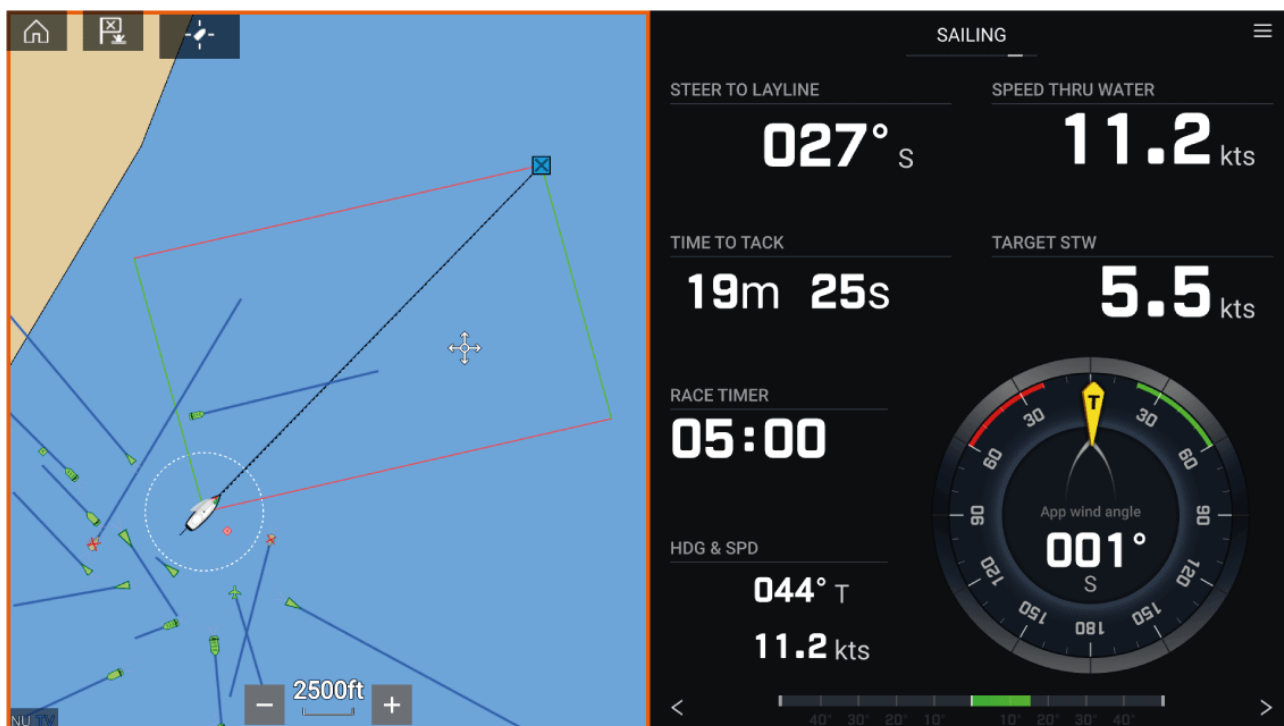 SAILING
STEER TO LAYLINE
027° S
SPEED THRU WATER
11.2 kts
TIME TO TACK
19m 25s
TARGET STW
5.5 kts
RACE TIMER
05:00
HDG & SPD
044° T
11.2 kts
T
30 30
60 60
90 90
120 120
150 150
180
App wind angle
001°
S
2500ft
NU TV
40° 30° 20° 10° 10° 20° 30° 40°